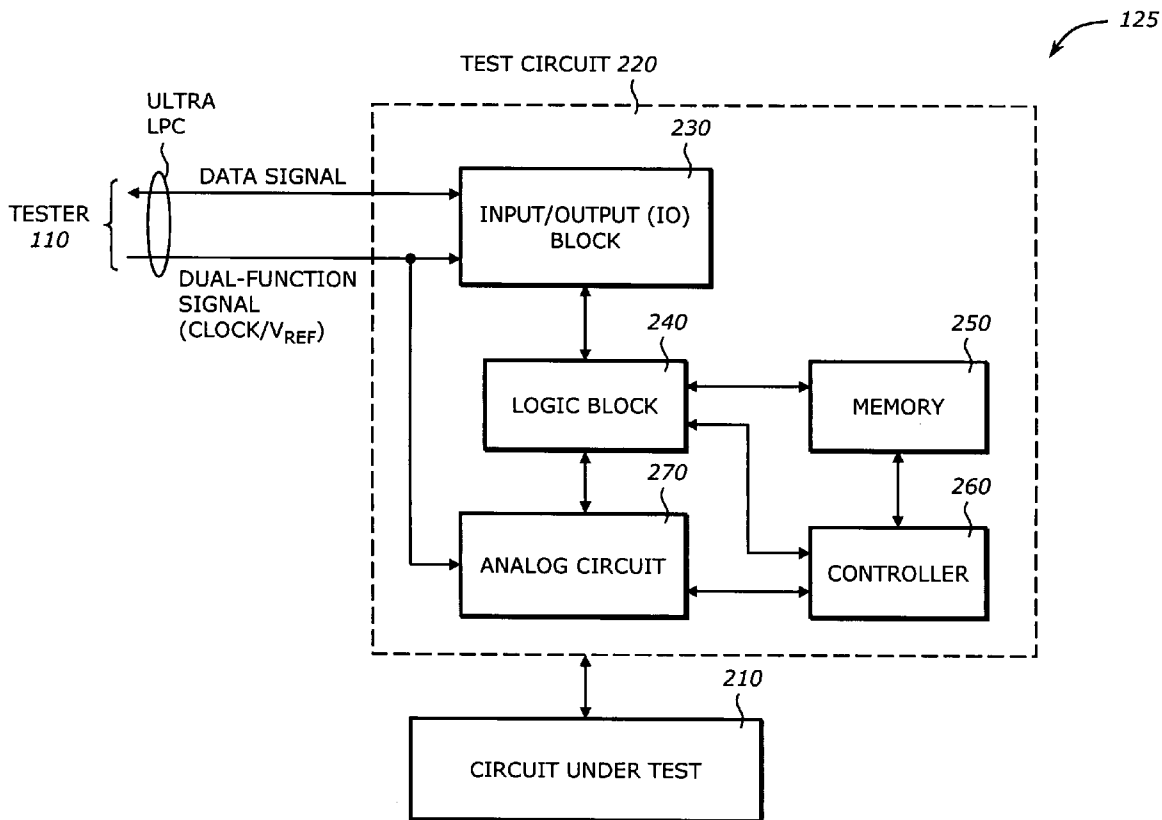 125
TEST CIRCUIT 220
ULTRA
LPC
230
DATA SIGNAL
INPUT/OUTPUT (IO)
BLOCK
TESTER
110
DUAL-FUNCTION
SIGNAL
(CLOCK/VREF)
240
250
LOGIC BLOCK
MEMORY
270
260
ANALOG CIRCUIT
CONTROLLER
210
CIRCUIT UNDER TEST